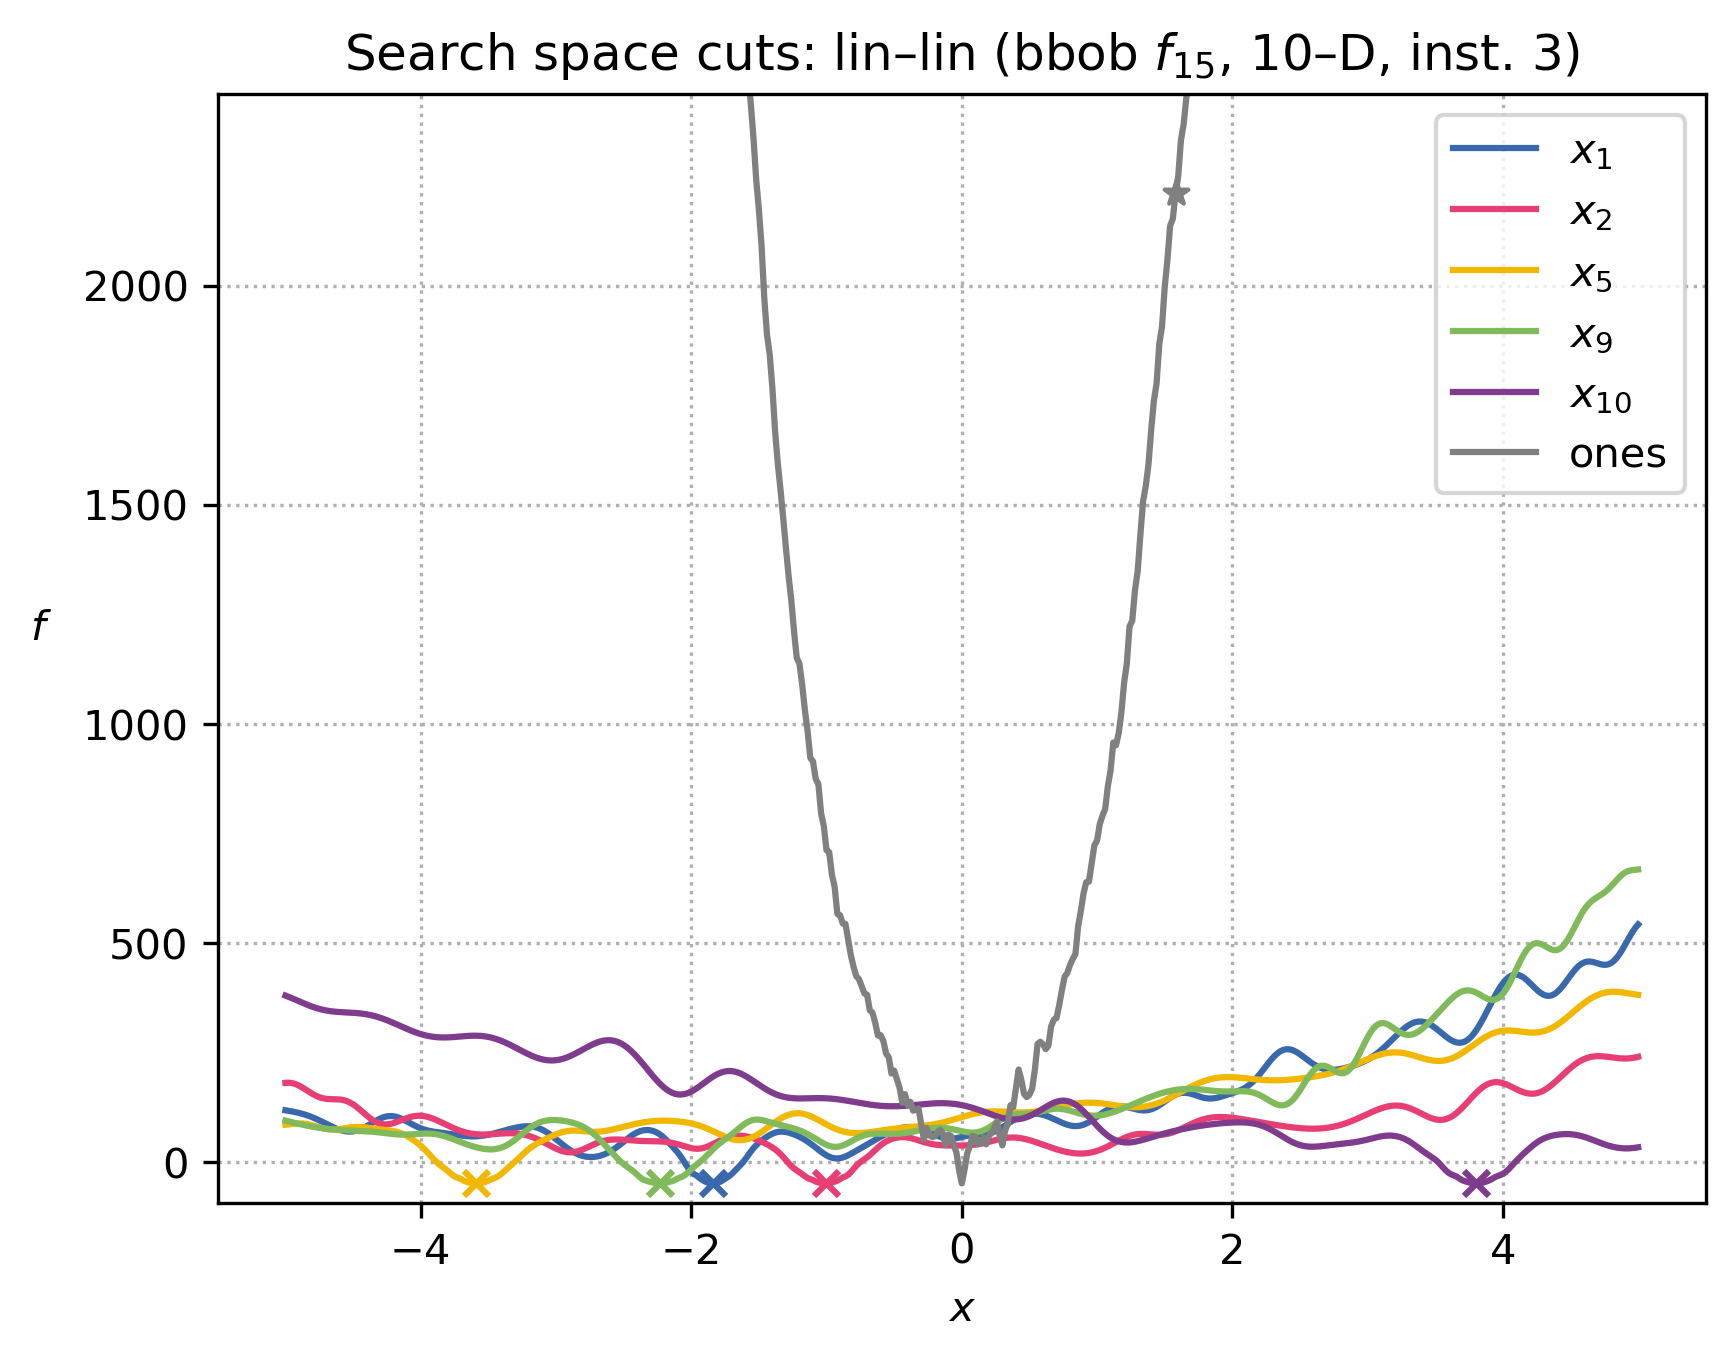 Search space cuts: lin–lin (bbob f15, 10–D, inst. 3)
x1
x2
x5
x9
x10
ones
2000
1500
1000
500
0
f
−4
−2
0
2
4
x